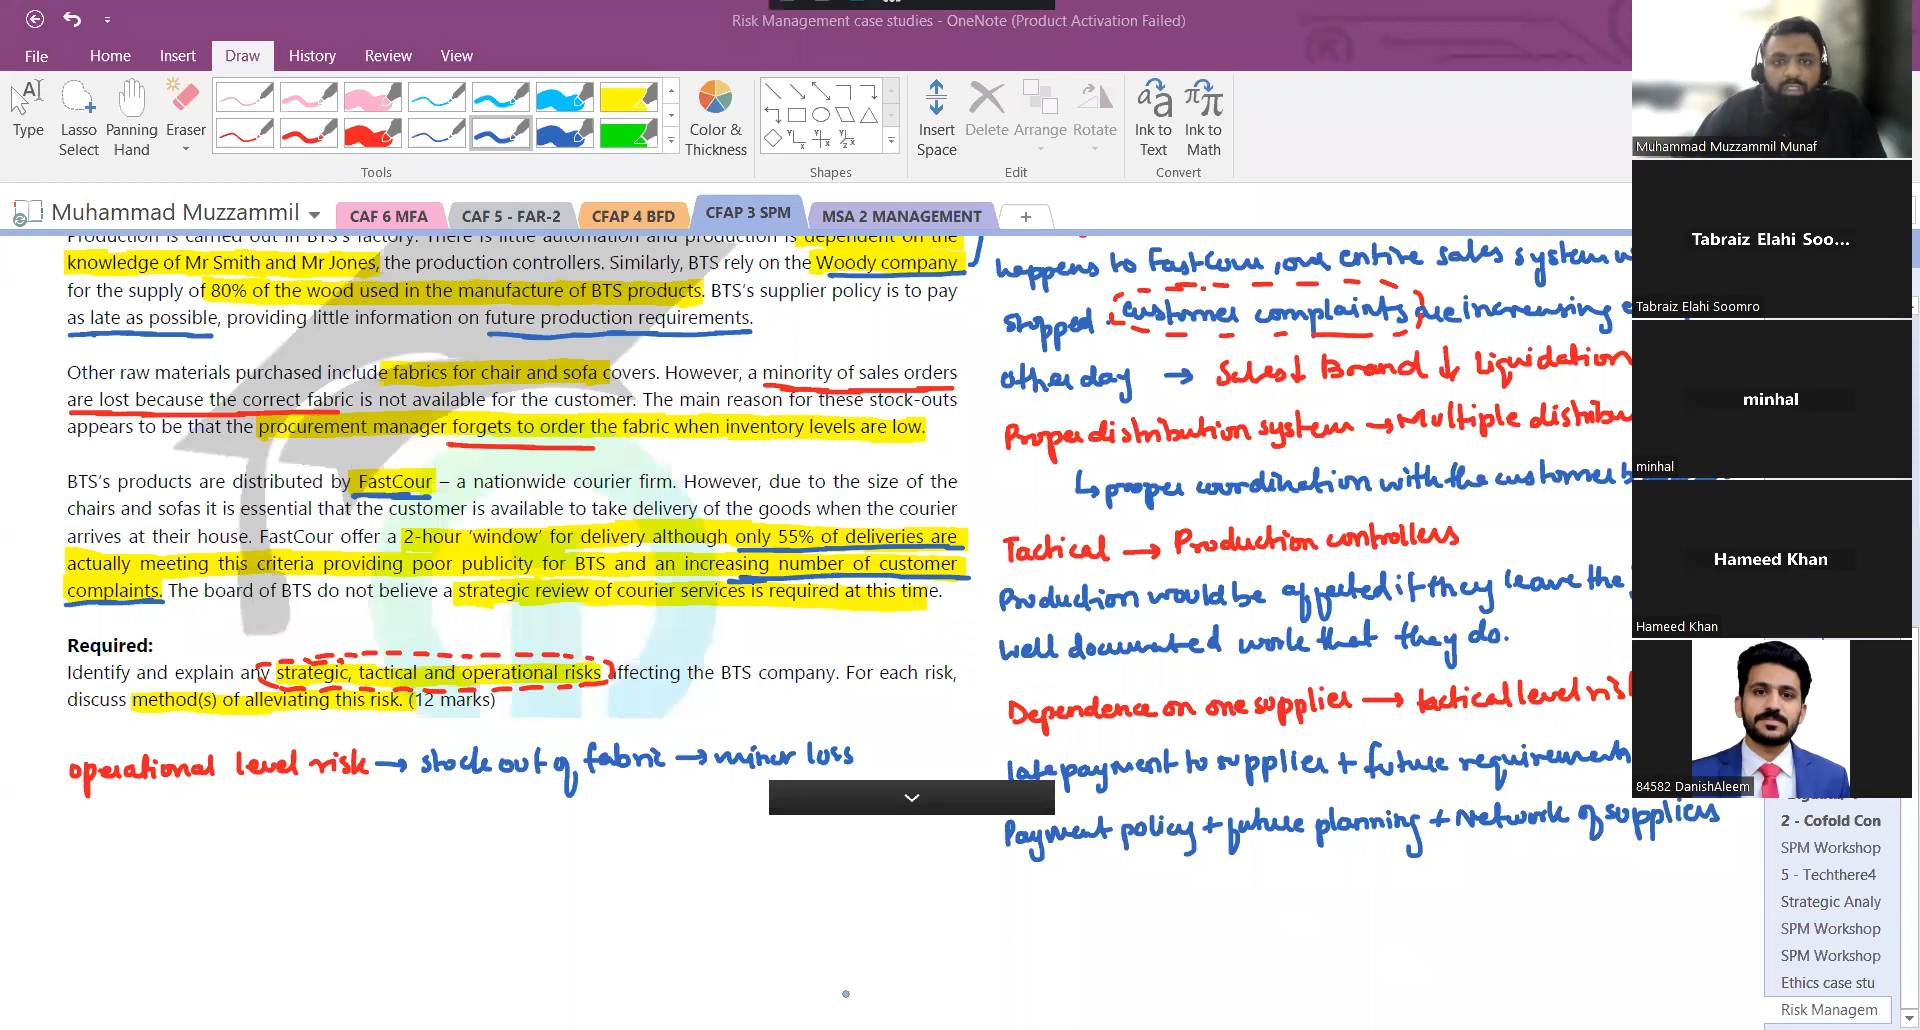 Risk Management case studies - OneNote (Product Activation Failed)
File Home Insert Draw History Review View
Type
Lasso Select
Panning Hand
Eraser
Color & Thickness
Insert Space
Delete
Arrange
Rotate
Ink to Text
Ink to Math
Tools
Shapes
Edit
Convert
Muhammad Muzzammil
CAF 6 MFA
CAF 5 - FAR-2
CFAP 4 BFD
CFAP 3 SPM
MSA 2 MANAGEMENT
+
Production is carried out in BTS's factory. There is little automation and production is dependent on the
knowledge of Mr Smith and Mr Jones, the production controllers. Similarly, BTS rely on the Woody company
for the supply of 80% of the wood used in the manufacture of BTS products. BTS's supplier policy is to pay
as late as possible, providing little information on future production requirements.
Other raw materials purchased include fabrics for chair and sofa covers. However, a minority of sales orders
are lost because the correct fabric is not available for the customer. The main reason for these stock-outs
appears to be that the procurement manager forgets to order the fabric when inventory levels are low.
BTS's products are distributed by FastCour – a nationwide courier firm. However, due to the size of the
chairs and sofas it is essential that the customer is available to take delivery of the goods when the courier
arrives at their house. FastCour offer a 2-hour 'window' for delivery although only 55% of deliveries are
actually meeting this criteria providing poor publicity for BTS and an increasing number of customer
complaints. The board of BTS do not believe a strategic review of courier services is required at this time.
Required:
Identify and explain any strategic, tactical and operational risks affecting the BTS company. For each risk,
discuss method(s) of alleviating this risk. (12 marks)
operational level risk → stock out of fabric → minor loss
happens to FastCour, our entire sales system
stopped. customer complaints are increasing
other day → Sales↓ Brand↓ Liquidation
Proper distribution system → Multiple
↳ proper coordination with the customer
Tactical → Production controllers
Production would be affected if they leave the
well documented work that they do.
Dependence on one supplier → tactical level
late payment to supplier + future
Payment policy + future planning + Network of suppliers
Muhammad Muzzammil Munaf
Tabraiz Elahi Soo...
Tabraiz Elahi Soomro
minhal
minhal
Hameed Khan
Hameed Khan
84582 DanishAleem
2 - Cofold Con
SPM Workshop
5 - Techthere4
Strategic Analy
SPM Workshop
SPM Workshop
Ethics case stu
Risk Managem